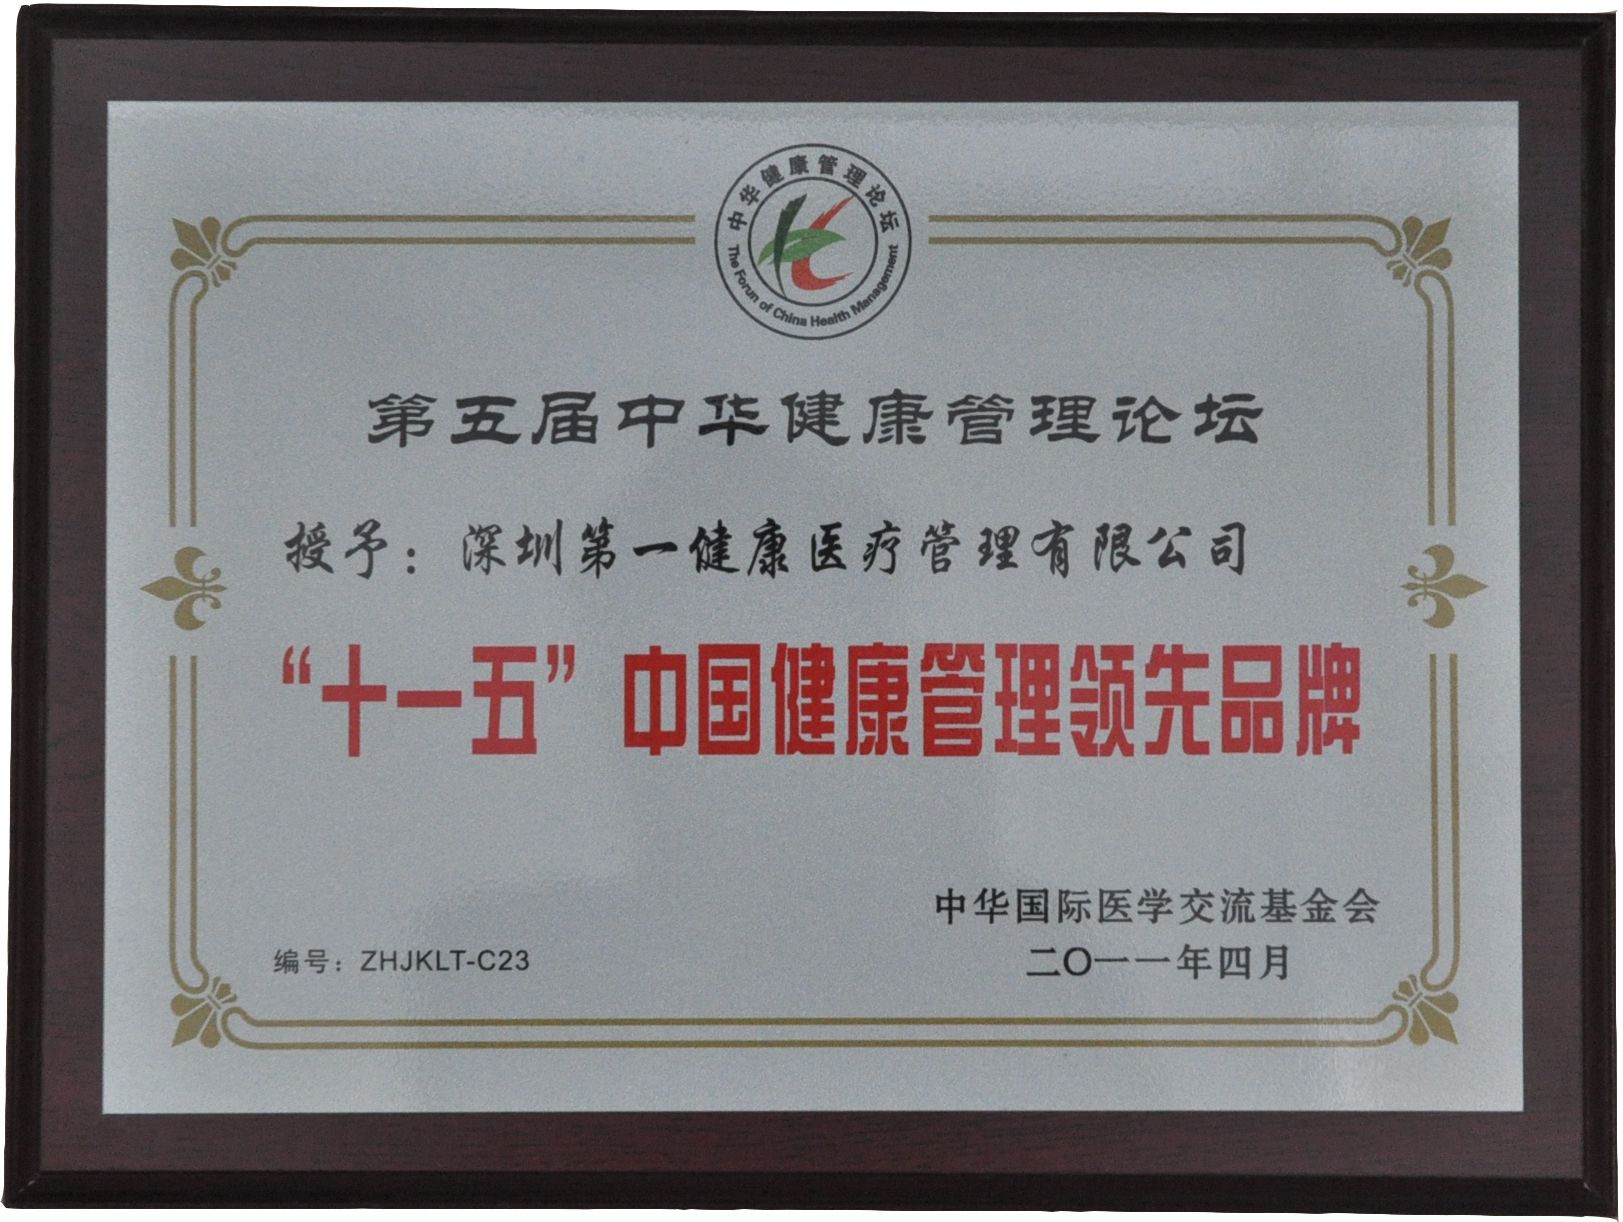 中华健康管理论坛
The Forun of China Health Management
第五届中华健康管理论坛
授予：深圳第一健康医疗管理有限公司
“十一五”中国健康管理领先品牌
中华国际医学交流基金会
编号：ZHJKLT-C23
二〇一一年四月